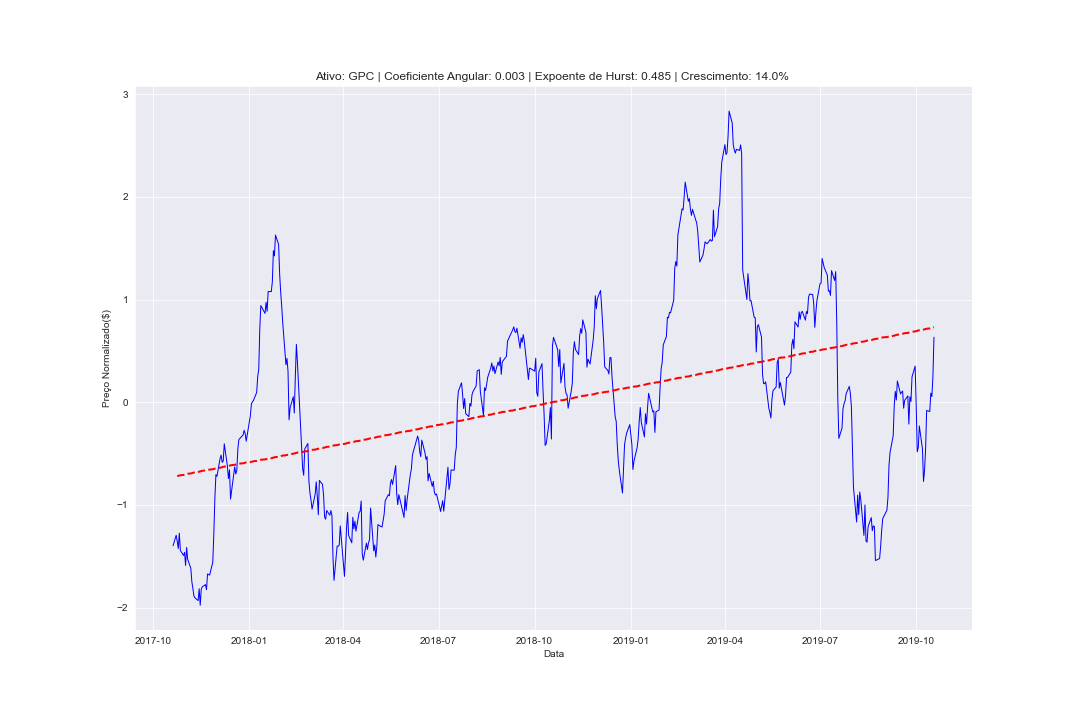 Ativo: GPC | Coeficiente Angular: 0.003 | Expoente de Hurst: 0.485 | Crescimento: 14.0%
Preço Normalizado($)
3
2
1
0
−1
−2
2017-10 2018-01 2018-04 2018-07 2018-10 2019-01 2019-04 2019-07 2019-10
Data